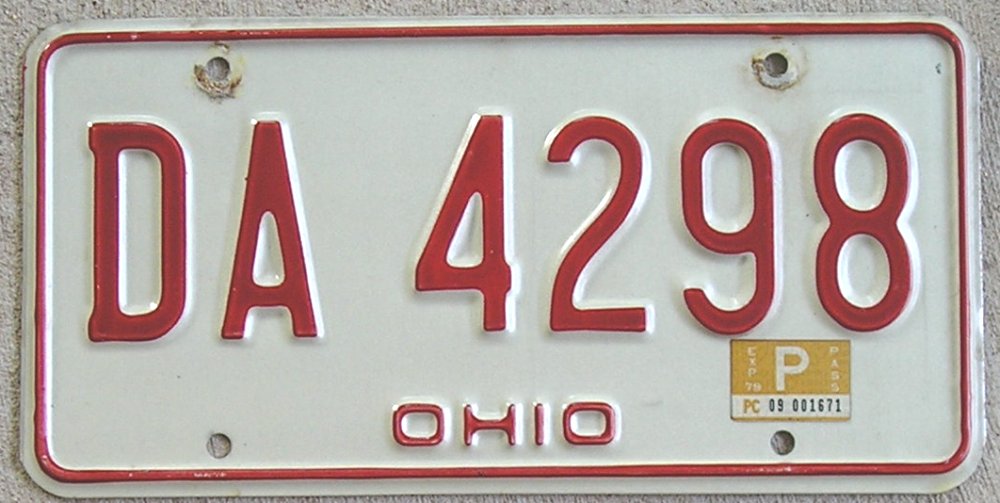 DA 4298
EXP 79 P PASS
PC 09 001671
OHIO